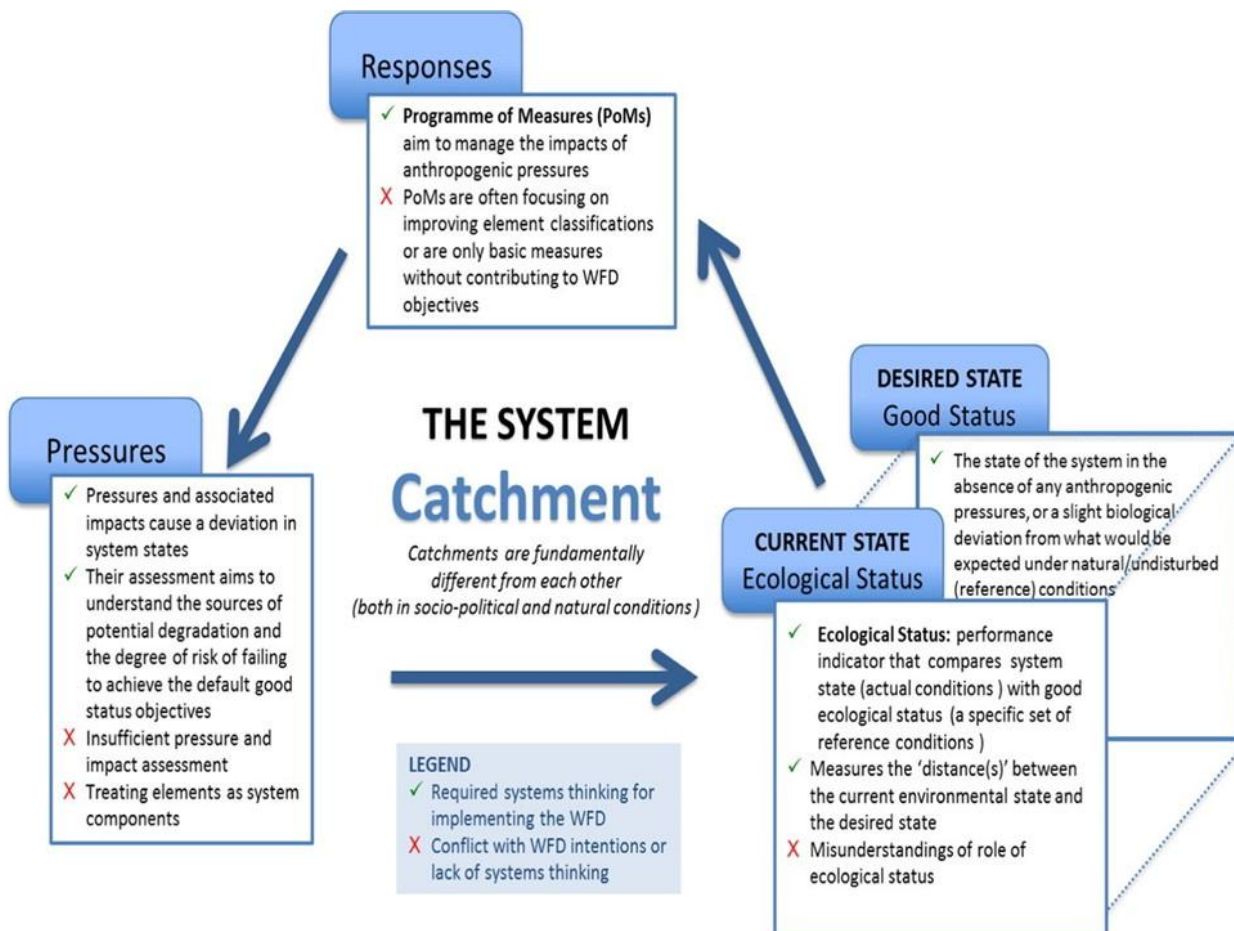 Responses
✓ Programme of Measures (PoMs)
aim to manage the impacts of
anthropogenic pressures
X PoMs are often focusing on
improving element classifications
or are only basic measures
without contributing to WFD
objectives
Pressures
✓ Pressures and associated
impacts cause a deviation in
system states
✓ Their assessment aims to
understand the sources of
potential degradation and
the degree of risk of failing
to achieve the default good
status objectives
X Insufficient pressure and
impact assessment
X Treating elements as system
components
THE SYSTEM
Catchment
Catchments are fundamentally
different from each other
(both in socio-political and natural conditions )
LEGEND
✓ Required systems thinking for
implementing the WFD
X Conflict with WFD intentions or
lack of systems thinking
DESIRED STATE
Good Status
✓ The state of the system in the
absence of any anthropogenic
pressures, or a slight biological
deviation from what would be
expected under natural/undisturbed
(reference) conditions
CURRENT STATE
Ecological Status
✓ Ecological Status: performance
indicator that compares system
state (actual conditions ) with good
ecological status (a specific set of
reference conditions )
✓ Measures the ‘distance(s)’ between
the current environmental state and
the desired state
X Misunderstandings of role of
ecological status